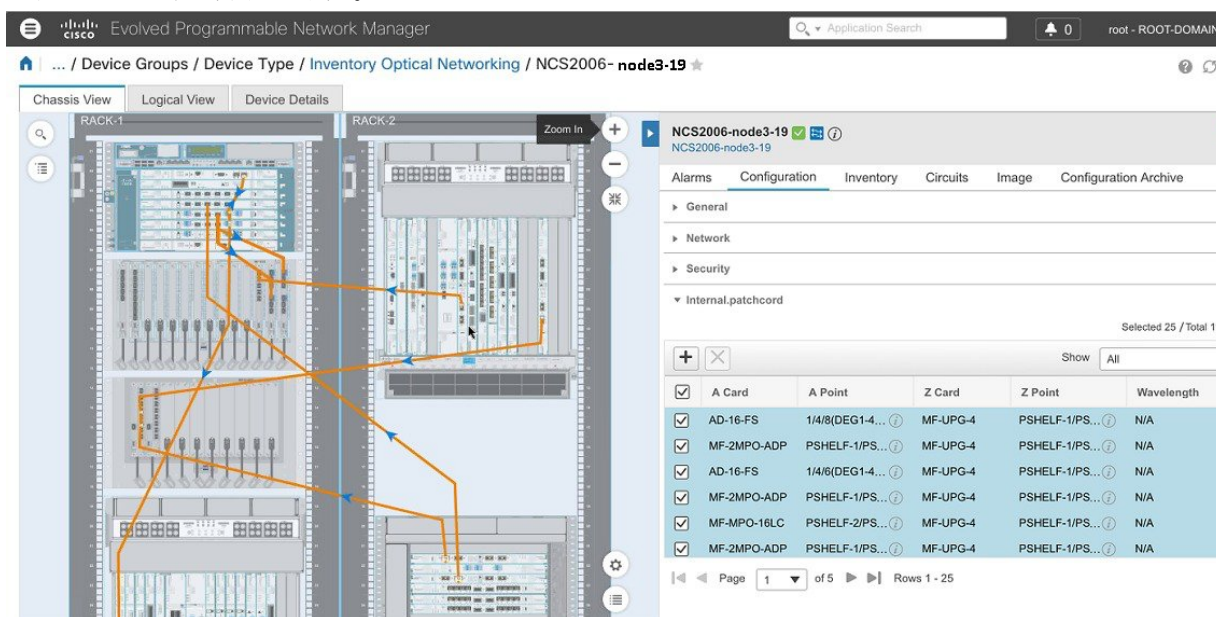 CISCO Evolved Programmable Network Manager Application Search 0 root - ROOT-DOMAIN
... / Device Groups / Device Type / Inventory Optical Networking / NCS2006- node3-19
Chassis View Logical View Device Details
RACK-1 RACK-2 Zoom In
NCS2006-node3-19
NCS2006-node3-19
Alarms Configuration Inventory Circuits Image Configuration Archive
General
Network
Security
Internal.patchcord
Selected 25 / Total 1
Show All
A Card A Point Z Card Z Point Wavelength
AD-16-FS 1/4/8(DEG1-4... MF-UPG-4 PSHELF-1/PS... N/A
MF-2MPO-ADP PSHELF-1/PS... MF-UPG-4 PSHELF-1/PS... N/A
AD-16-FS 1/4/6(DEG1-4... MF-UPG-4 PSHELF-1/PS... N/A
MF-2MPO-ADP PSHELF-1/PS... MF-UPG-4 PSHELF-1/PS... N/A
MF-MPO-16LC PSHELF-2/PS... MF-UPG-4 PSHELF-1/PS... N/A
MF-2MPO-ADP PSHELF-1/PS... MF-UPG-4 PSHELF-1/PS... N/A
Page 1 of 5 Rows 1 - 25